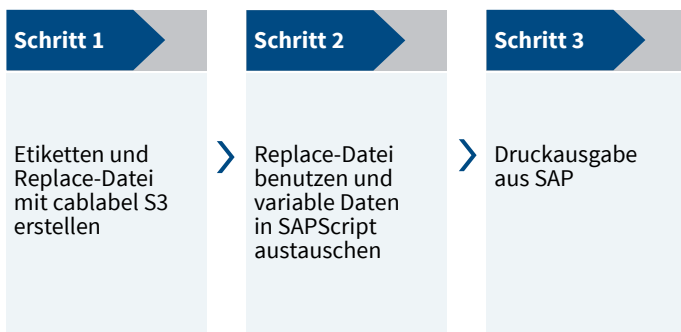 Schritt 1
Etiketten und
Replace-Datei
mit cablabel S3
erstellen
Schritt 2
Replace-Datei
benutzen und
variable Daten
in SAPScript
austauschen
Schritt 3
Druckausgabe
aus SAP